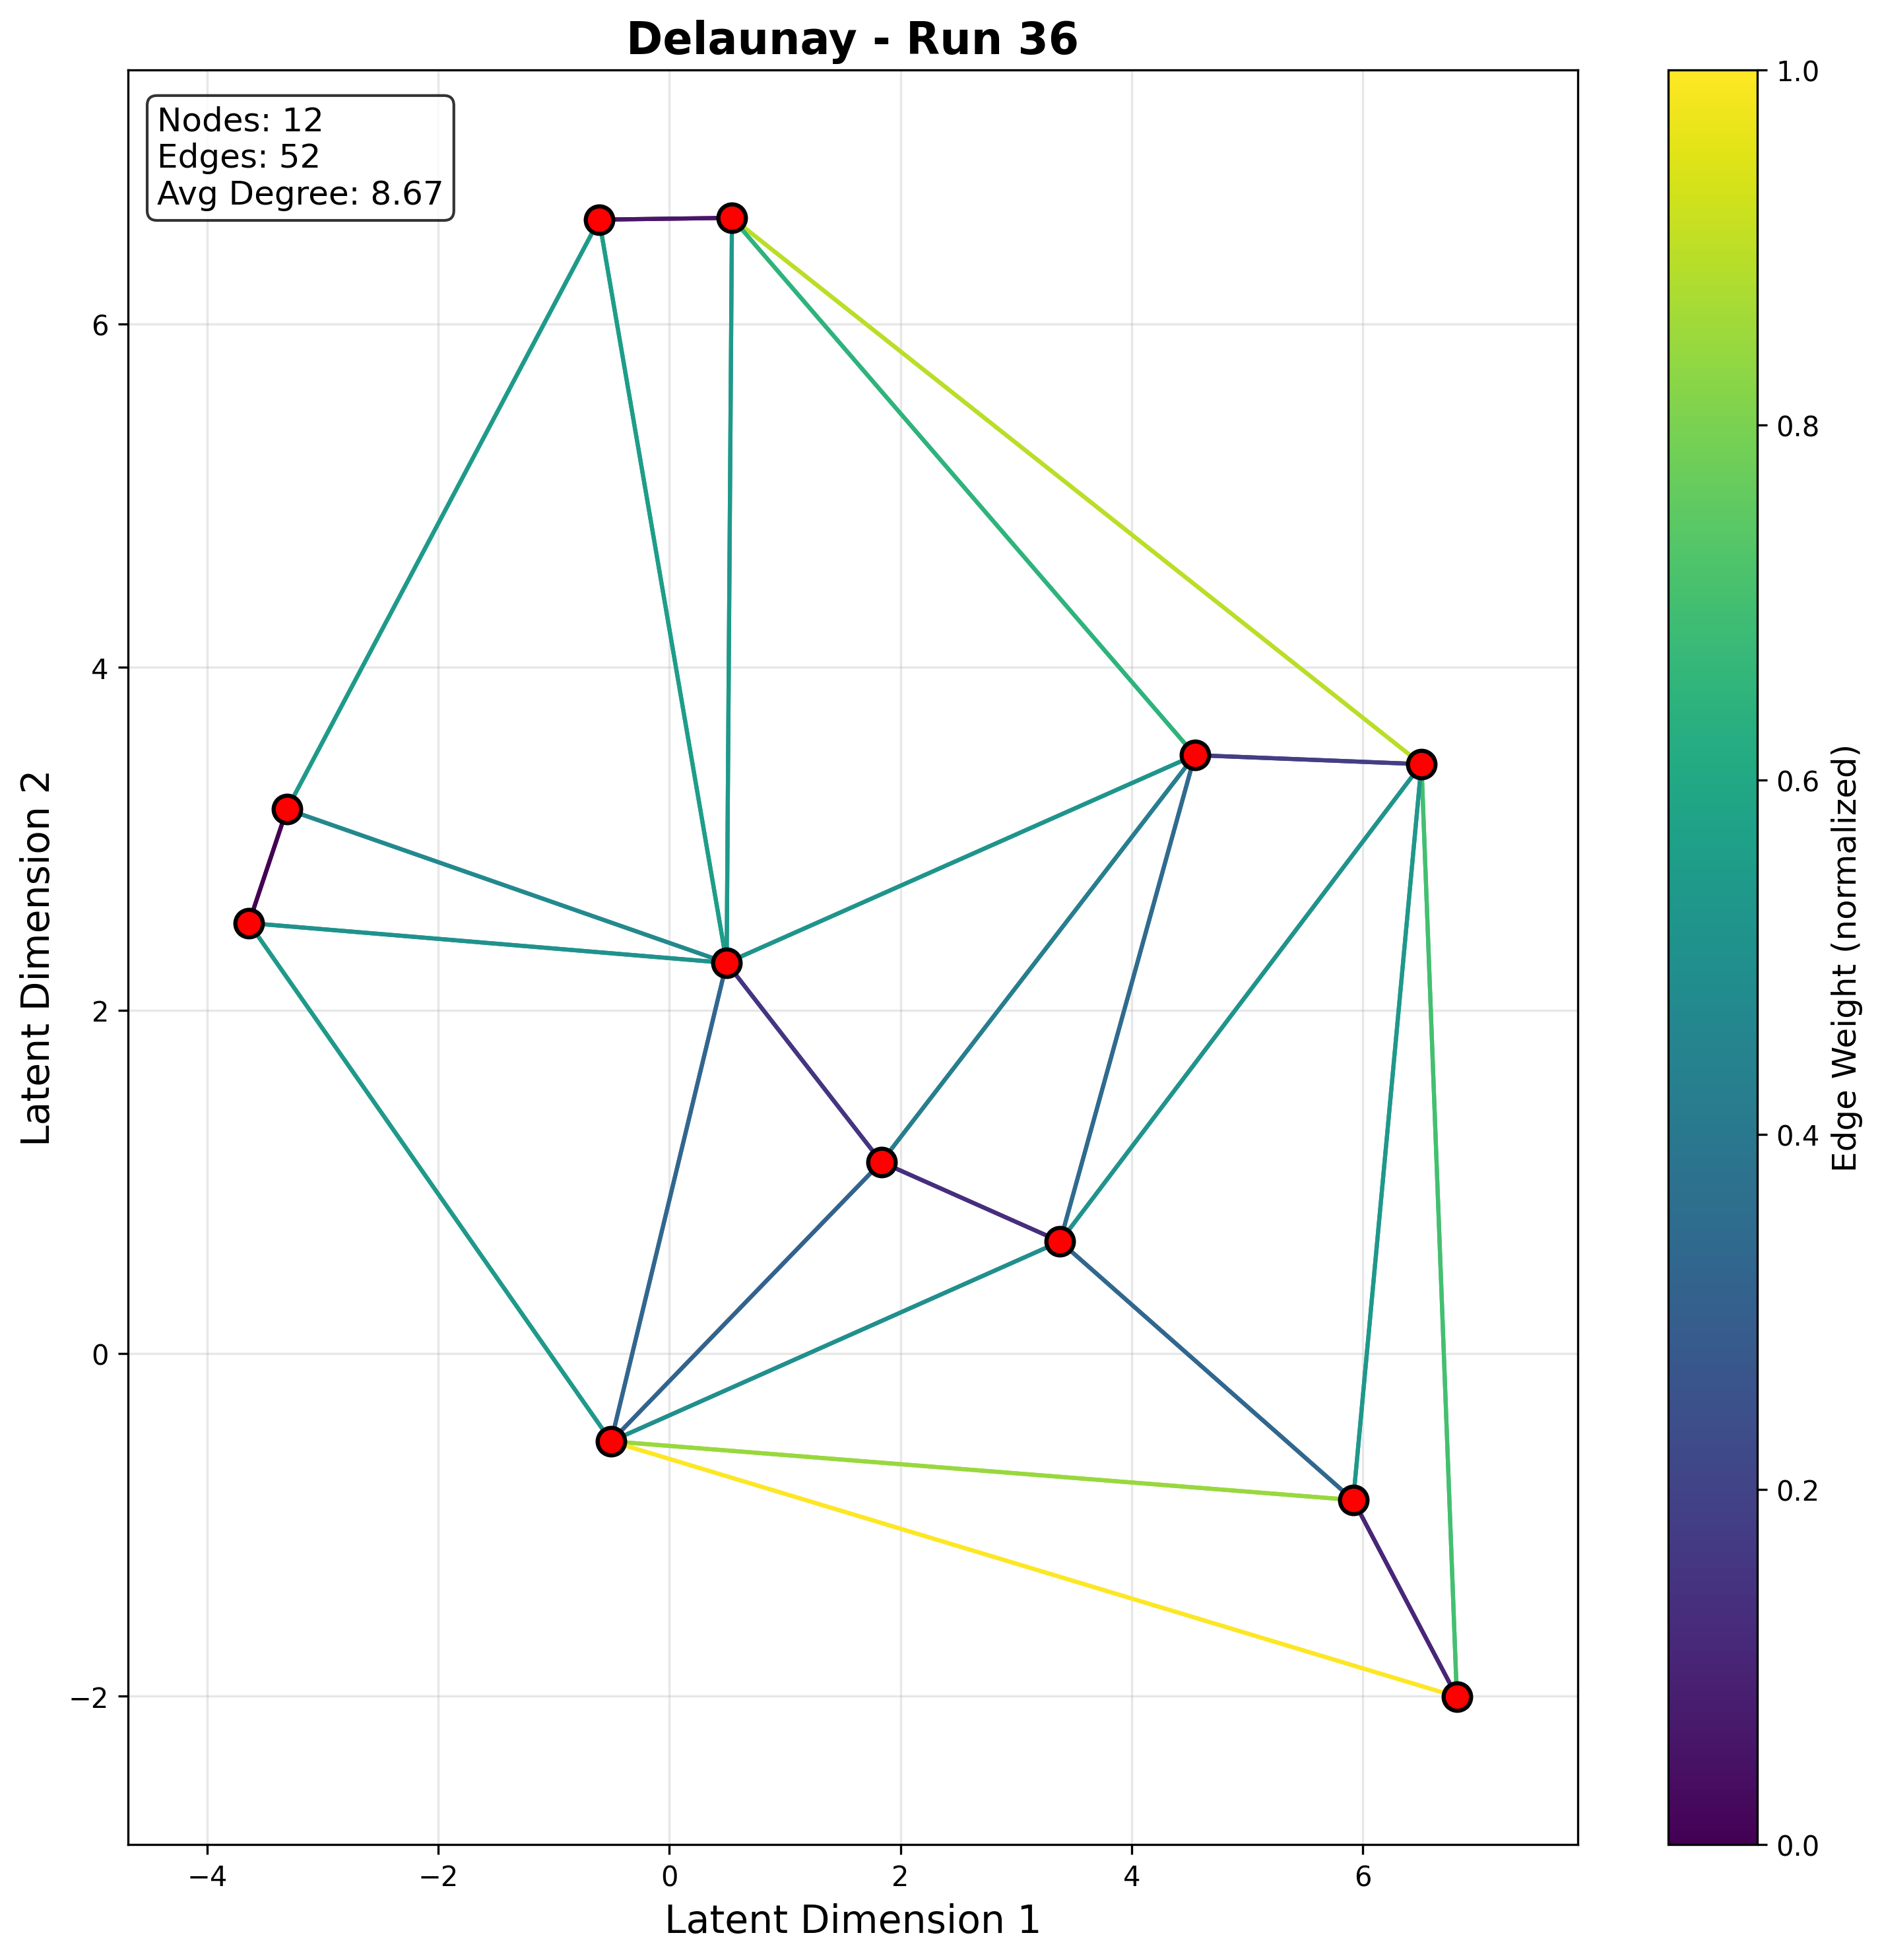 Delaunay - Run 36
Nodes: 12
Edges: 52
Avg Degree: 8.67
6
4
2
0
−2
Latent Dimension 2
−4
−2
0
2
4
6
Latent Dimension 1
1.0
0.8
0.6
0.4
0.2
0.0
Edge Weight (normalized)